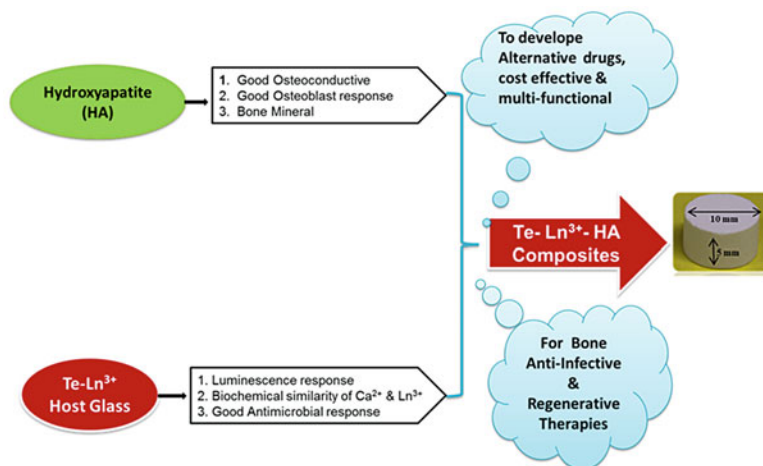 Hydroxyapatite
(HA)
1. Good Osteoconductive
2. Good Osteoblast response
3. Bone Mineral
To develope
Alternative drugs,
cost effective &
multi-functional
Te- Ln³⁺- HA
Composites
10 mm
5 mm
Te-Ln³⁺
Host Glass
1. Luminescence response
2. Biochemical similarity of Ca²⁺ & Ln³⁺
3. Good Antimicrobial response
For Bone
Anti-Infective
&
Regenerative
Therapies